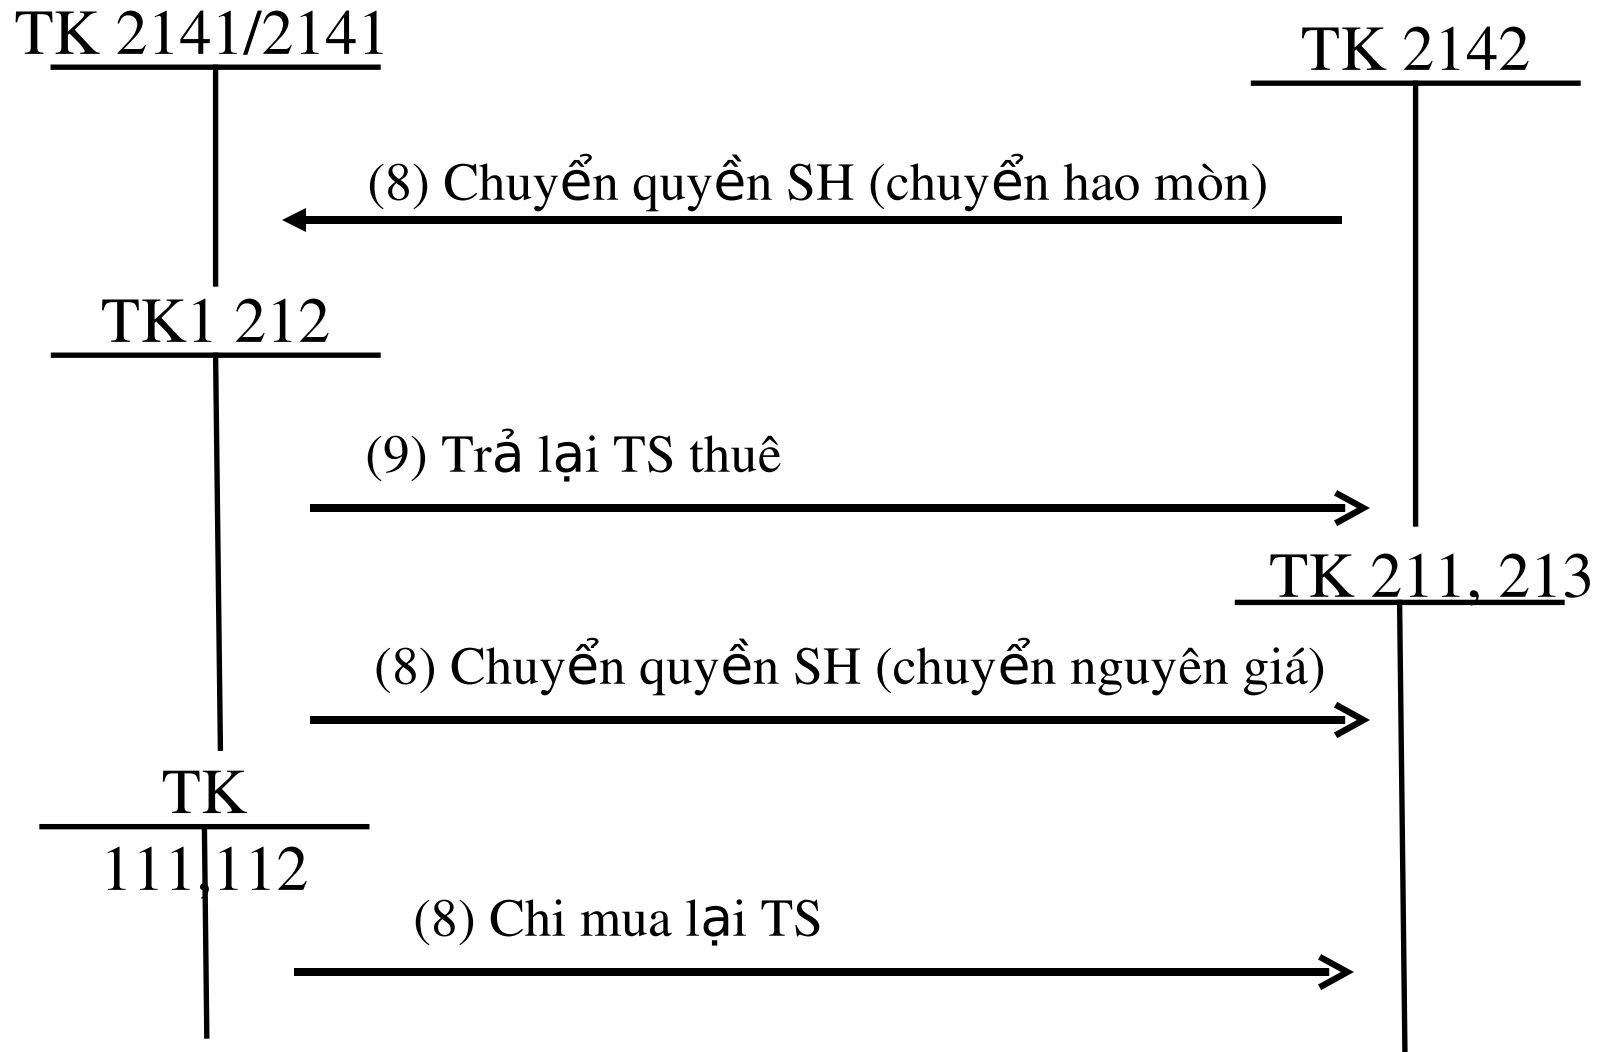 TK 2141/2141
TK 2142
(8) Chuyển quyền SH (chuyển hao mòn)
TK1 212
(9) Trả lại TS thuê
TK 211, 213
(8) Chuyển quyền SH (chuyển nguyên giá)
TK
111,112
(8) Chi mua lại TS